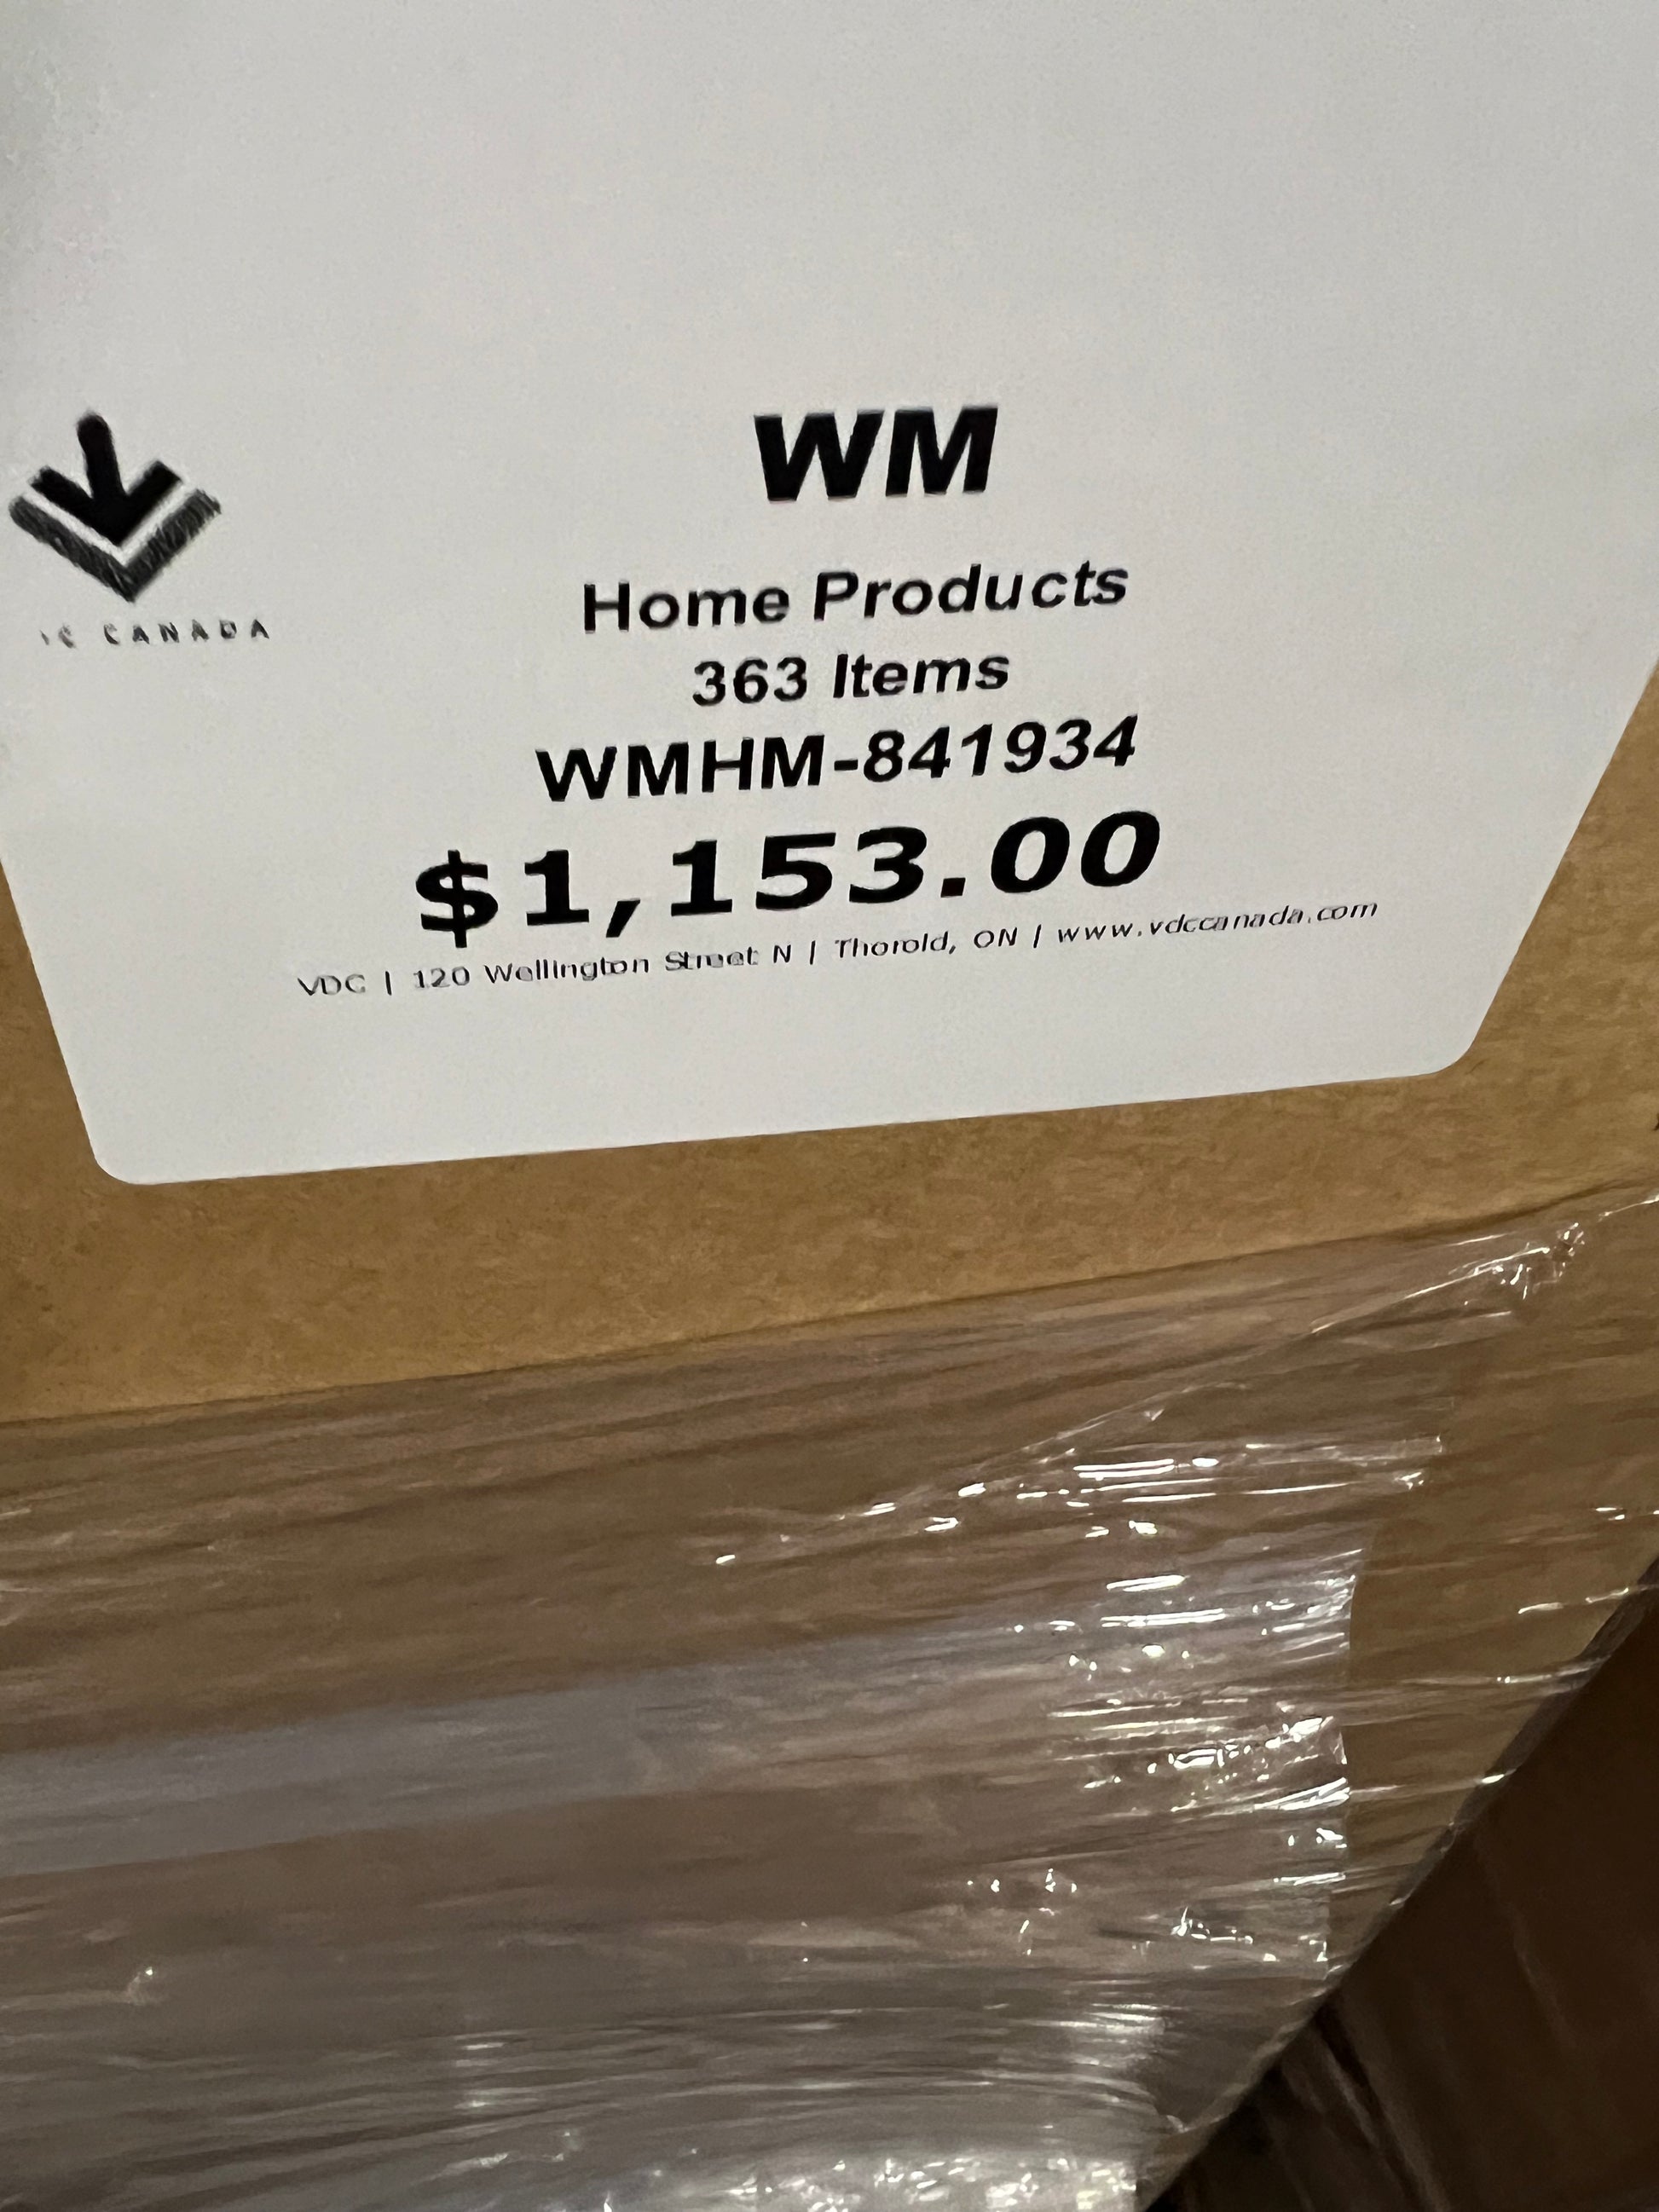 WM
CANADA
Home Products
363 Items
WMHM-841934
$1,153.00
VDC | 120 Wellington Street N | Thorold, ON | www.vdccanada.com